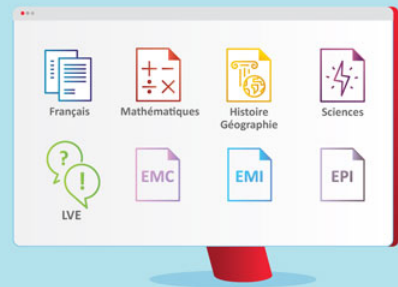 Français
Mathématiques
Histoire
Géographie
Sciences
?
!
LVE
EMC
EMI
EPI